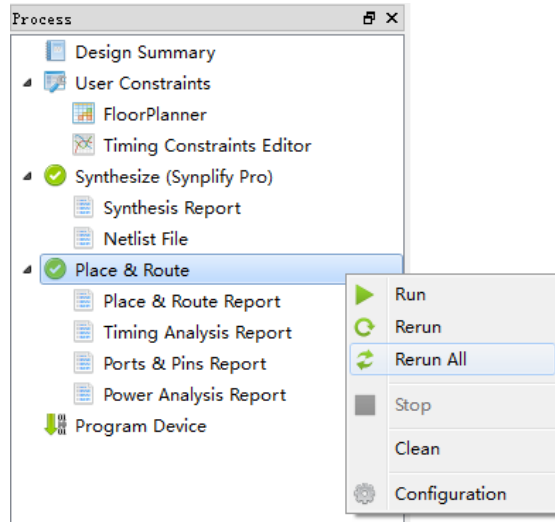 Process
Design Summary
User Constraints
FloorPlanner
Timing Constraints Editor
Synthesize (Synplify Pro)
Synthesis Report
Netlist File
Place & Route
Place & Route Report
Timing Analysis Report
Ports & Pins Report
Power Analysis Report
Program Device
Run
Rerun
Rerun All
Stop
Clean
Configuration